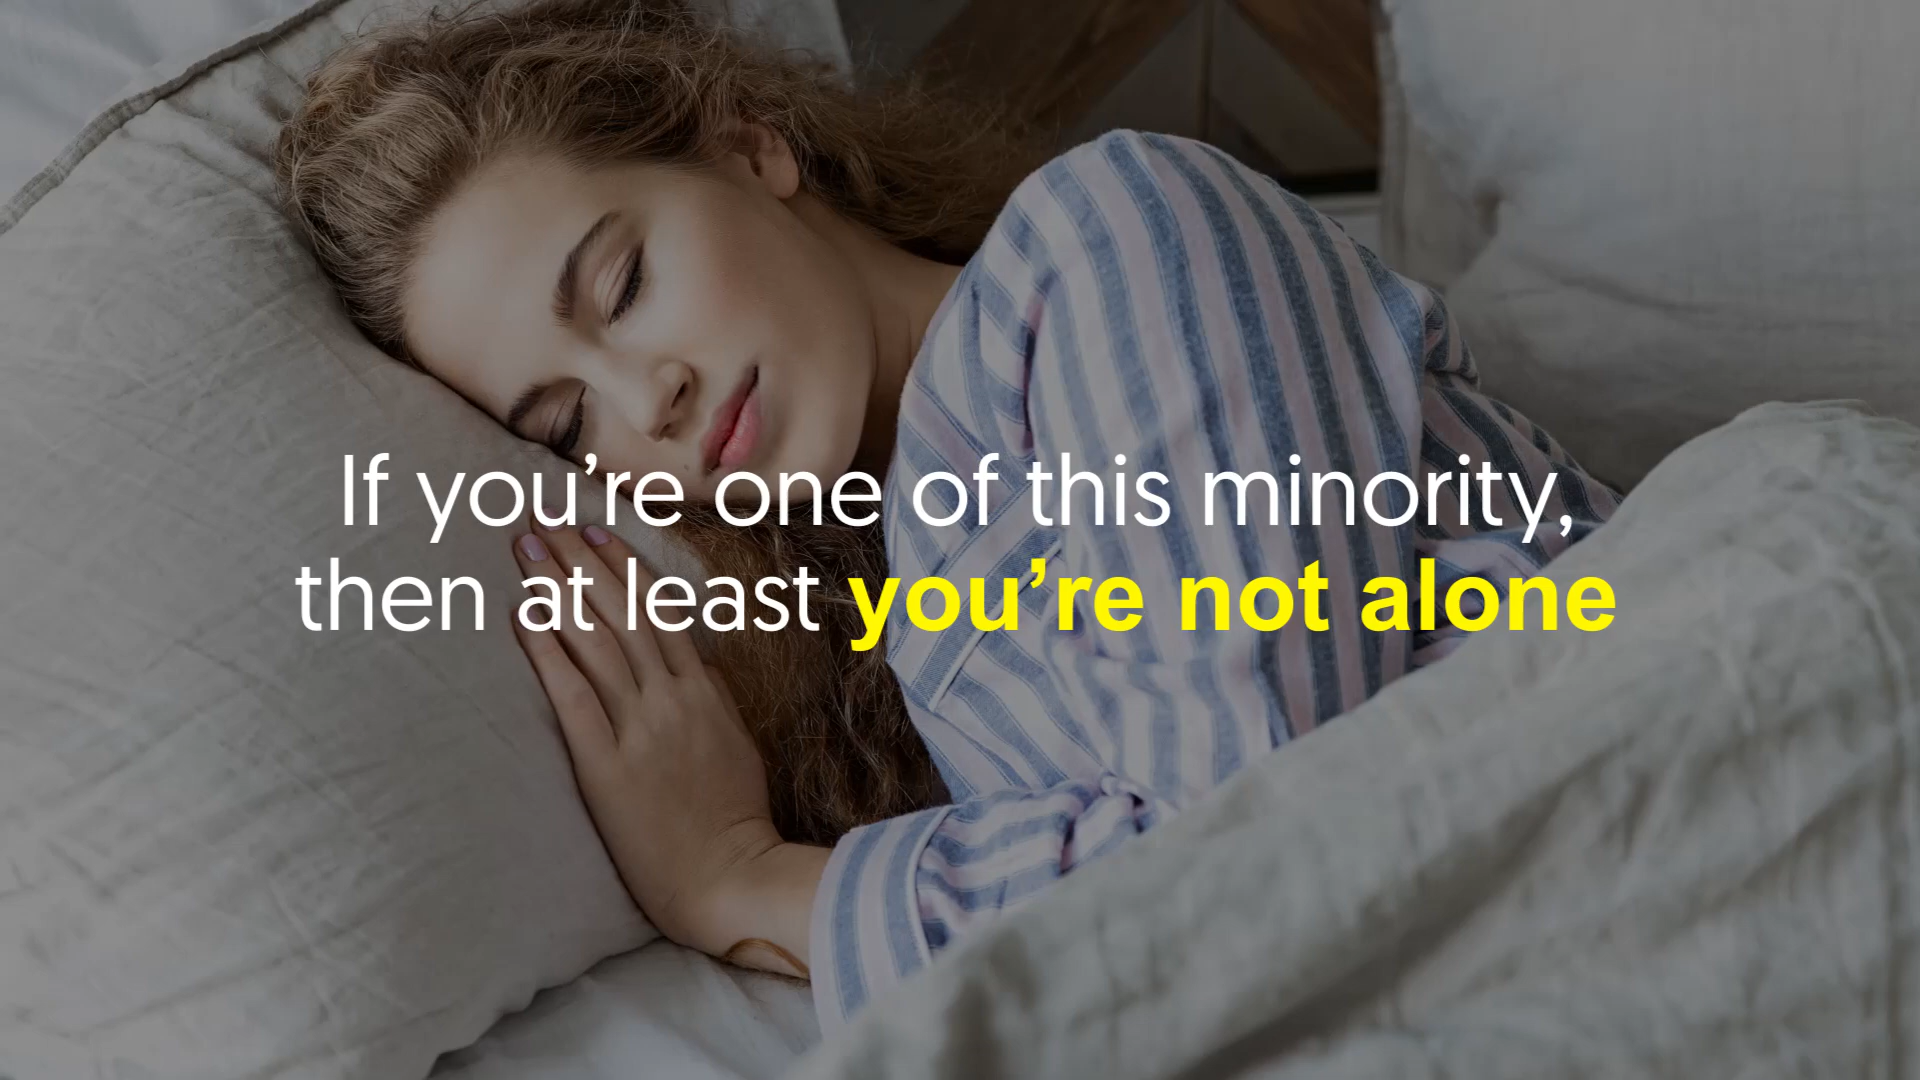 If you’re one of this minority,
then at least you’re not alone